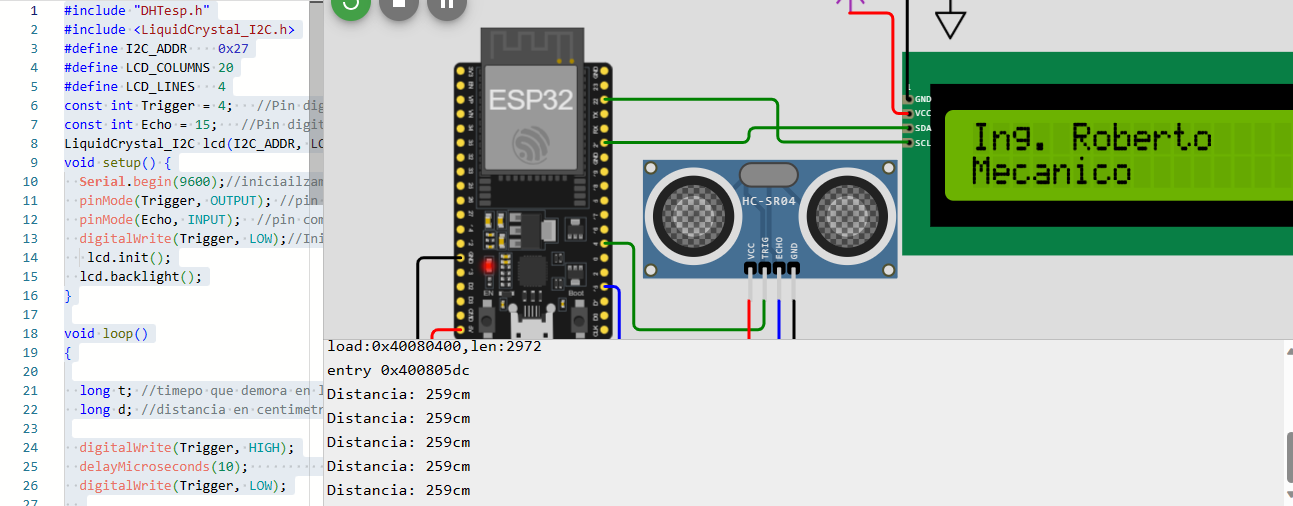 1 #include "DHTesp.h"
2 #include <LiquidCrystal_I2C.h>
3 #define I2C_ADDR    0x27
4 #define LCD_COLUMNS 20
5 #define LCD_LINES   4
6 const int Trigger = 4;   //Pin dig
7 const int Echo = 15;   //Pin digit
8 LiquidCrystal_I2C lcd(I2C_ADDR, LC
9 void setup() {
10   Serial.begin(9600);//iniciailzam
11   pinMode(Trigger, OUTPUT); //pin
12   pinMode(Echo, INPUT);  //pin com
13   digitalWrite(Trigger, LOW);//Ini
14    lcd.init();
15   lcd.backlight();
16 }
17
18 void loop()
19 {
20
21   long t; //timepo que demora en l
22   long d; //distancia en centimetr
23
24   digitalWrite(Trigger, HIGH);
25   delayMicroseconds(10);
26   digitalWrite(Trigger, LOW);
27
ESP32
EN
Boot
HC-SR04
VCC
TRIG
ECHO
GND
GND
VCC
SDA
SCL
Ing. Roberto
Mecanico
load:0x40080400,len:2972
entry 0x400805dc
Distancia: 259cm
Distancia: 259cm
Distancia: 259cm
Distancia: 259cm
Distancia: 259cm